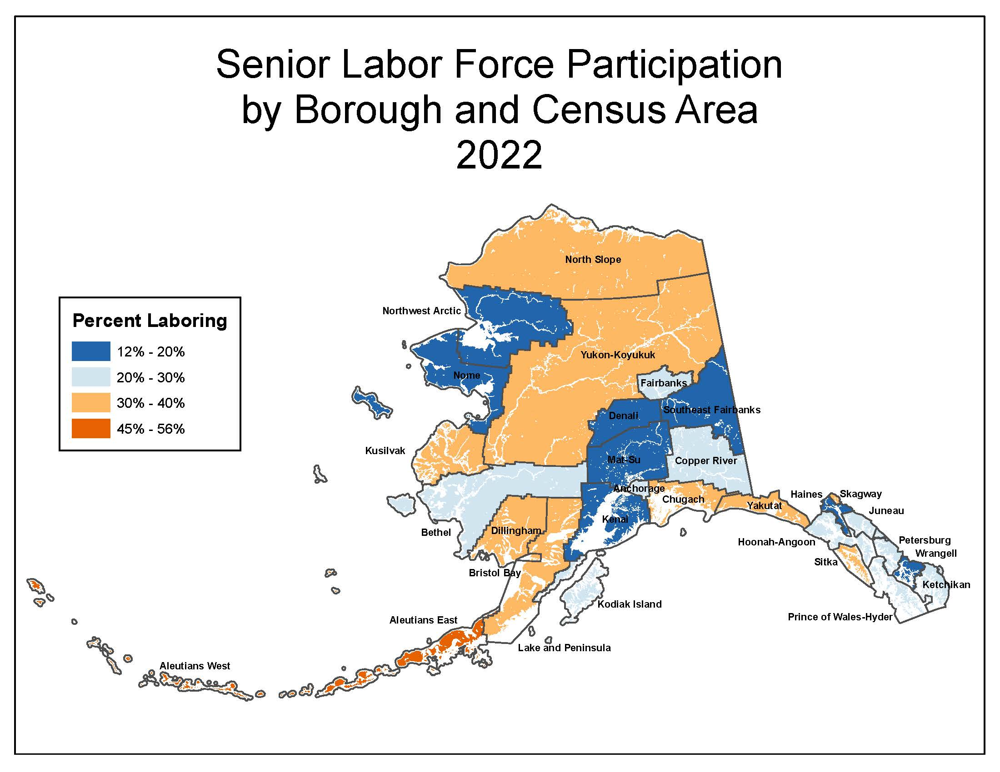 Senior Labor Force Participation
by Borough and Census Area
2022
North Slope
Northwest Arctic
Percent Laboring
12% - 20%
20% - 30%
30% - 40%
45% - 56%
Yukon-Koyukuk
Nome
Fairbanks
Southeast Fairbanks
Denali
Kusilvak
Mat-Su
Copper River
Anchorage
Chugach
Yakutat
Haines
Skagway
Juneau
Kenai
Dillingham
Bethel
Hoonah-Angoon
Petersburg
Wrangell
Sitka
Bristol Bay
Ketchikan
Kodiak Island
Prince of Wales-Hyder
Aleutians East
Lake and Peninsula
Aleutians West